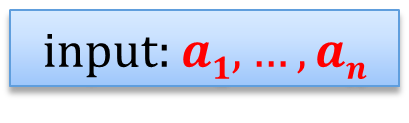 input: a₁, … , aₙ